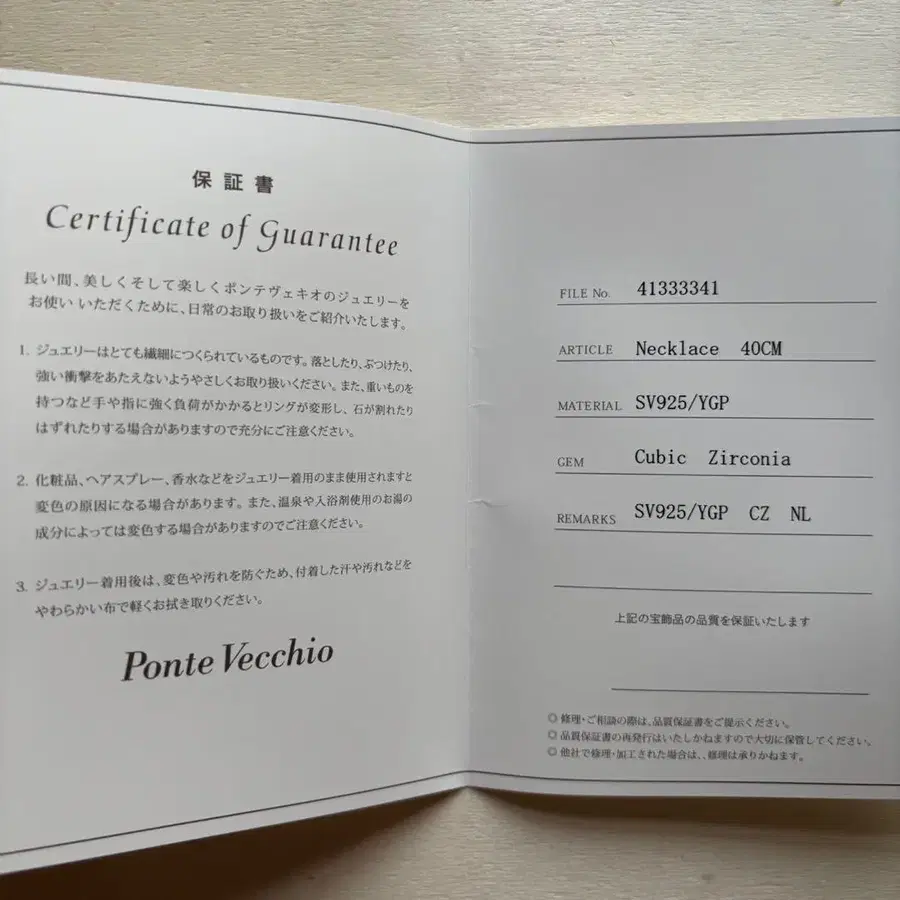 保証書
Certificate of Guarantee
長い間、美しくそして楽しくポンテヴェキオのジュエリーを
お使いいただくために、日常のお取り扱いをご紹介いたします。
1. ジュエリーはとても繊細につくられているものです。落としたり、ぶつけたり、
強い衝撃をあたえないようやさしくお取り扱いください。また、重いものを
持つなど手や指に強く負荷がかかるとリングが変形し、石が割れたり
はずれたりする場合がありますので充分にご注意ください。
2. 化粧品、ヘアスプレー、香水などをジュエリー着用のまま使用されますと
変色の原因になる場合があります。また、温泉や入浴剤使用のお湯の
成分によっては変色する場合がありますのでご注意ください。
3. ジュエリー着用後は、変色や汚れを防ぐため、付着した汗や汚れなどを
やわらかい布で軽くお拭き取りください。
Ponte Vecchio
FILE No. 41333341
ARTICLE Necklace 40CM
MATERIAL SV925/YGP
GEM Cubic Zirconia
REMARKS SV925/YGP CZ NL
上記の宝飾品の品質を保証いたします
◎ 修理・ご相談の際は、品質保証書をご提示ください。
◎ 品質保証書の再発行はいたしかねますので大切に保管してください。
◎ 他社で修理・加工された場合は、、修理は承りかねます。